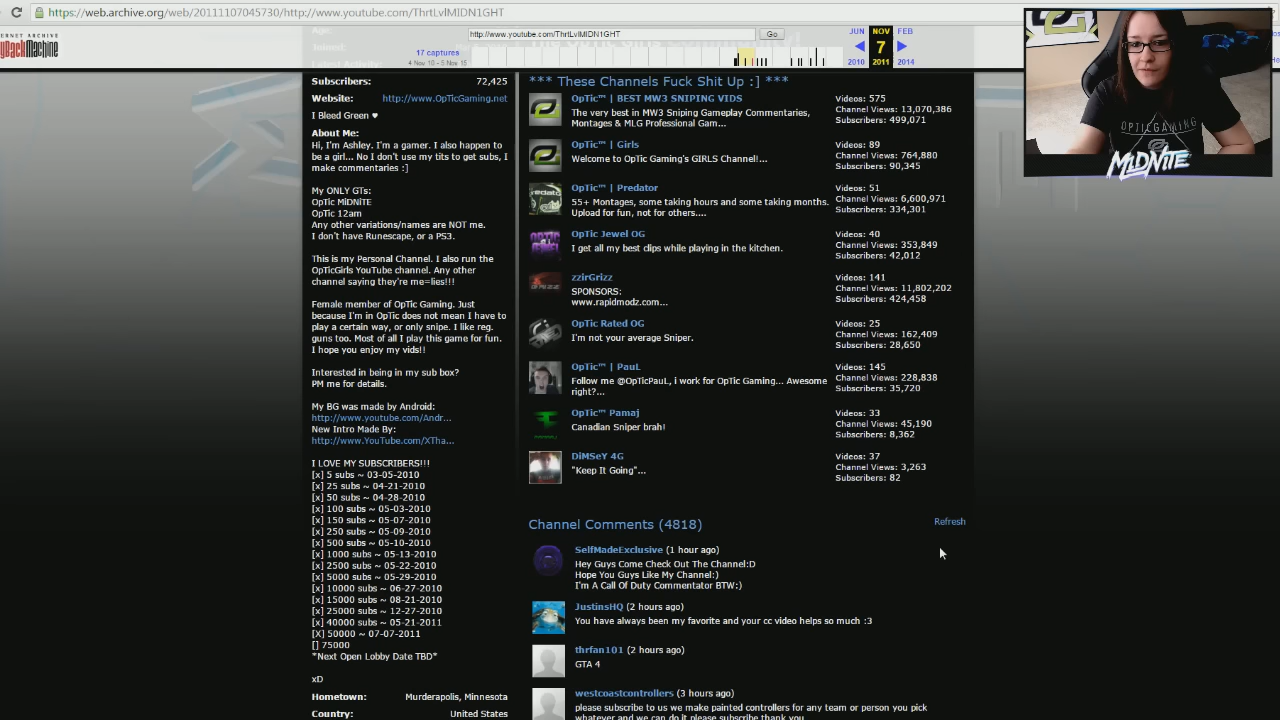 https://web.archive.org/web/20111107045730/http://www.youtube.com/ThrtLvlMIDN1GHT
INTERNET ARCHIVE
WayBackMachine
http://www.youtube.com/ThrtLvlMIDN1GHT
Go
17 captures
4 Nov 10 - 5 Nov 15
JUN
NOV
FEB
7
2010
2011
2014
Subscribers: 72,425
Website: http://www.OpTicGaming.net
I Bleed Green ♥
About Me:
Hi, I'm Ashley. I'm a gamer. I also happen to
be a girl... No I don't use my tits to get subs, I
make commentaries :]
My ONLY GTs:
OpTic MiDNiTE
OpTic 12am
Any other variations/names are NOT me.
I don't have Runescape, or a PS3.
This is my Personal Channel. I also run the
OpTicGirls YouTube channel. Any other
channel saying they're me=lies!!!
Female member of OpTic Gaming. Just
because I'm in OpTic does not mean I have to
play a certain way, or only snipe. I like reg.
guns too. Most of all I play this game for fun.
I hope you enjoy my vids!!
Interested in being in my sub box?
PM me for details.
My BG was made by Android:
http://www.youtube.com/Andr...
New Intro Made By:
http://www.YouTube.com/XTha...
I LOVE MY SUBSCRIBERS!!!
[x] 5 subs ~ 03-05-2010
[x] 25 subs ~ 04-21-2010
[x] 50 subs ~ 04-28-2010
[x] 100 subs ~ 05-03-2010
[x] 150 subs ~ 05-07-2010
[x] 250 subs ~ 05-09-2010
[x] 500 subs ~ 05-10-2010
[x] 1000 subs ~ 05-13-2010
[x] 2500 subs ~ 05-22-2010
[x] 5000 subs ~ 05-29-2010
[x] 10000 subs ~ 06-27-2010
[x] 15000 subs ~ 08-21-2010
[x] 25000 subs ~ 12-27-2010
[x] 40000 subs ~ 05-21-2011
[X] 50000 ~ 07-07-2011
[] 75000
*Next Open Lobby Date TBD*
xD
Hometown: Murderapolis, Minnesota
Country: United States
*** These Channels Fuck Shit Up :] ***
OpTic™ | BEST MW3 SNIPING VIDS
The very best in MW3 Sniping Gameplay Commentaries,
Montages & MLG Professional Gam...
Videos: 575
Channel Views: 13,070,386
Subscribers: 499,071
OpTic™ | Girls
Welcome to OpTic Gaming's GIRLS Channel!...
Videos: 89
Channel Views: 764,880
Subscribers: 90,345
OpTic™ | Predator
55+ Montages, some taking hours and some taking months.
Upload for fun, not for others....
Videos: 51
Channel Views: 6,600,971
Subscribers: 334,301
OpTic Jewel OG
I get all my best clips while playing in the kitchen.
Videos: 40
Channel Views: 353,849
Subscribers: 42,012
zzirGrizz
SPONSORS:
www.rapidmodz.com...
Videos: 141
Channel Views: 11,802,202
Subscribers: 424,458
OpTic Rated OG
I'm not your average Sniper.
Videos: 25
Channel Views: 162,409
Subscribers: 28,650
OpTic™ | PauL
Follow me @OpTicPauL, i work for OpTic Gaming... Awesome
right?...
Videos: 145
Channel Views: 228,838
Subscribers: 35,720
OpTic™ Pamaj
Canadian Sniper brah!
Videos: 33
Channel Views: 45,190
Subscribers: 8,362
DiMSeY 4G
"Keep It Going"...
Videos: 37
Channel Views: 3,263
Subscribers: 82
Channel Comments (4818)
Refresh
SelfMadeExclusive (1 hour ago)
Hey Guys Come Check Out The Channel:D
Hope You Guys Like My Channel:)
I'm A Call Of Duty Commentator BTW:)
JustinsHQ (2 hours ago)
You have always been my favorite and your cc video helps so much :3
thrfan101 (2 hours ago)
GTA 4
westcoastcontrollers (3 hours ago)
please subscribe to us we make painted controllers for any team or person you pick
whatever and we can do it please subscribe thank you
OPTICGAMING
MiDNiTE